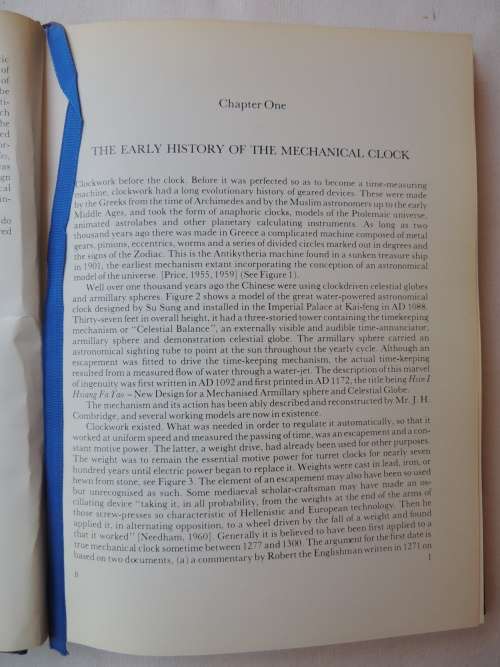 Chapter One
THE EARLY HISTORY OF THE MECHANICAL CLOCK
Clockwork before the clock. Before it was perfected so as to become a time-measuring
machine, clockwork had a long evolutionary history of geared devices. These were made
by the Greeks from the time of Archimedes and by the Muslim astronomers up to the early
Middle Ages, and took the form of anaphoric clocks, models of the Ptolemaic universe,
animated astrolabes and other planetary calculating instruments. As long as two
thousand years ago there was made in Greece a complicated machine composed of metal
gears, pinions, eccentrics, worms and a series of divided circles marked out in degrees and
the signs of the Zodiac. This is the Antikytheria machine found in a sunken treasure ship
in 1901, the earliest mechanism extant incorporating the conception of an astronomical
model of the universe. [Price, 1955, 1959] (See Figure 1).
Well over one thousand years ago the Chinese were using clockdriven celestial globes
and armillary spheres. Figure 2 shows a model of the great water-powered astronomical
clock designed by Su Sung and installed in the Imperial Palace at Kai-feng in AD 1088.
Thirty-seven feet in overall height, it had a three-storied tower containing the timekeeping
mechanism or "Celestial Balance", an externally visible and audible time-annunciator,
armillary sphere and demonstration celestial globe. The armillary sphere carried an
astronomical sighting tube to point at the sun throughout the yearly cycle. Although an
escapement was fitted to drive the time-keeping mechanism, the actual time-keeping
resulted from a measured flow of water through a water-jet. The description of this marvel
of ingenuity was first written in AD 1092 and first printed in AD 1172, the title being Hsin I
Hsiang Fa Yao – New Design for a Mechanised Armillary sphere and Celestial Globe.
The mechanism and its action has been ably described and reconstructed by Mr. J. H.
Combridge, and several working models are now in existence.
Clockwork existed. What was needed in order to regulate it automatically, so that it
worked at uniform speed and measured the passing of time, was an escapement and a con-
stant motive power. The latter, a weight drive, had already been used for other purposes.
The weight was to remain the essential motive power for turret clocks for nearly seven
hundred years until electric power began to replace it. Weights were cast in lead, iron, or
hewn from stone, see Figure 3. The element of an escapement may also have been so used
but unrecognised as such. Some mediaeval scholar-craftsman may have made an os-
cillating device "taking it, in all probability, from the weights at the end of the arms of
those screw-presses so characteristic of Hellenistic and European technology. Then he
applied it, in alternating opposition, to a wheel driven by the fall of a weight and found
that it worked" [Needham, 1960]. Generally it is believed to have been first applied to a
true mechanical clock sometime between 1277 and 1300. The argument for the first date is
based on two documents, (a) a commentary by Robert the Englishman written in 1271 on
B
1